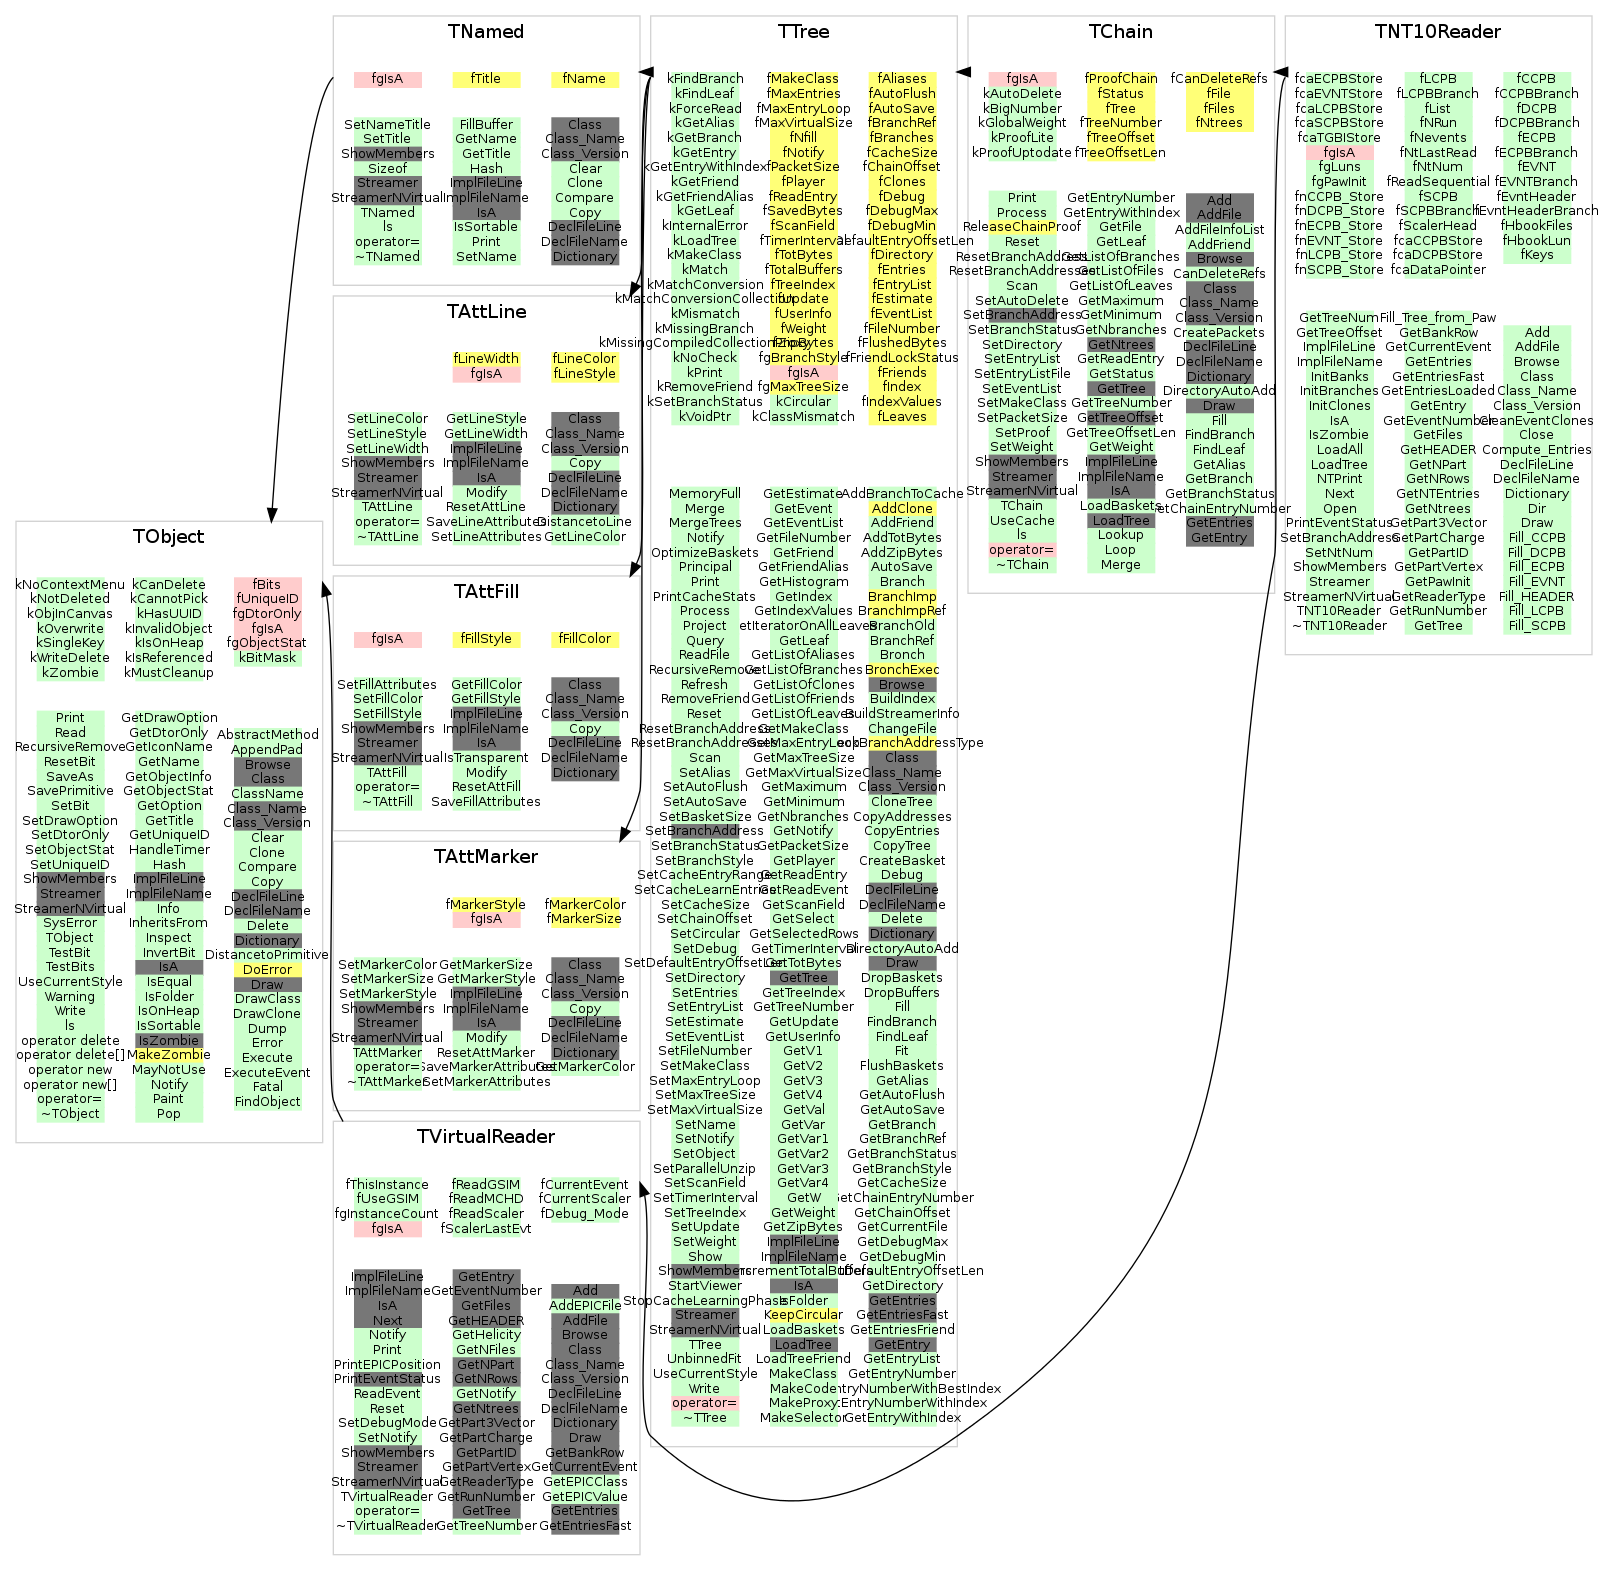 TNamed
fgIsA
fTitle
fName
SetNameTitle
SetTitle
ShowMembers
Sizeof
Streamer
StreamerNVirtual
TNamed
ls
operator=
~TNamed
FillBuffer
GetName
GetTitle
Hash
ImplFileLine
ImplFileName
IsA
IsSortable
Print
SetName
Class
Class_Name
Class_Version
Clear
Clone
Compare
Copy
DeclFileLine
DeclFileName
Dictionary
TAttLine
fLineWidth
fgIsA
fLineColor
fLineStyle
SetLineColor
SetLineStyle
SetLineWidth
ShowMembers
Streamer
StreamerNVirtual
TAttLine
operator=
~TAttLine
GetLineStyle
GetLineWidth
ImplFileLine
ImplFileName
IsA
Modify
ResetAttLine
SaveLineAttributes
SetLineAttributes
Class
Class_Name
Class_Version
Copy
DeclFileLine
DeclFileName
Dictionary
DistancetoLine
GetLineColor
TObject
kNoContextMenu
kNotDeleted
kObjInCanvas
kOverwrite
kSingleKey
kWriteDelete
kZombie
kCanDelete
kCannotPick
kHasUUID
kInvalidObject
kIsOnHeap
kIsReferenced
kMustCleanup
fBits
fUniqueID
fgDtorOnly
fgIsA
fgObjectStat
kBitMask
Print
Read
RecursiveRemove
ResetBit
SaveAs
SavePrimitive
SetBit
SetDrawOption
SetDtorOnly
SetObjectStat
SetUniqueID
ShowMembers
Streamer
StreamerNVirtual
SysError
TObject
TestBit
TestBits
UseCurrentStyle
Warning
Write
ls
operator delete
operator delete[]
operator new
operator new[]
operator=
~TObject
GetDrawOption
GetDtorOnly
GetIconName
GetName
GetObjectInfo
GetObjectStat
GetOption
GetTitle
GetUniqueID
HandleTimer
Hash
ImplFileLine
ImplFileName
Info
InheritsFrom
Inspect
InvertBit
IsA
IsEqual
IsFolder
IsOnHeap
IsSortable
IsZombie
MakeZombie
MayNotUse
Notify
Paint
Pop
AbstractMethod
AppendPad
Browse
Class
ClassName
Class_Name
Class_Version
Clear
Clone
Compare
Copy
DeclFileLine
DeclFileName
Delete
Dictionary
DistancetoPrimitive
DoError
Draw
DrawClass
DrawClone
Dump
Error
Execute
ExecuteEvent
Fatal
FindObject
TAttFill
fgIsA
fFillStyle
fFillColor
SetFillAttributes
SetFillColor
SetFillStyle
ShowMembers
Streamer
StreamerNVirtual
TAttFill
operator=
~TAttFill
GetFillColor
GetFillStyle
ImplFileLine
ImplFileName
IsA
IsTransparent
Modify
ResetAttFill
SaveFillAttributes
Class
Class_Name
Class_Version
Copy
DeclFileLine
DeclFileName
Dictionary
TAttMarker
fMarkerStyle
fgIsA
fMarkerColor
fMarkerSize
SetMarkerColor
SetMarkerSize
SetMarkerStyle
ShowMembers
Streamer
StreamerNVirtual
TAttMarker
operator=
~TAttMarker
GetMarkerSize
GetMarkerStyle
ImplFileLine
ImplFileName
IsA
Modify
ResetAttMarker
SaveMarkerAttributes
SetMarkerAttributes
Class
Class_Name
Class_Version
Copy
DeclFileLine
DeclFileName
Dictionary
GetMarkerColor
TVirtualReader
fThisInstance
fUseGSIM
fgInstanceCount
fgIsA
fReadGSIM
fReadMCHD
fReadScaler
fScalerLastEvt
fCurrentEvent
fCurrentScaler
fDebug_Mode
ImplFileLine
ImplFileName
IsA
Next
Notify
Print
PrintEPICPosition
PrintEventStatus
ReadEvent
Reset
SetDebugMode
SetNotify
ShowMembers
Streamer
StreamerNVirtual
TVirtualReader
operator=
~TVirtualReader
GetEntry
GetEventNumber
GetFiles
GetHEADER
GetHelicity
GetNFiles
GetNPart
GetNRows
GetNotify
GetNtrees
GetPart3Vector
GetPartCharge
GetPartID
GetPartVertex
GetReaderType
GetRunNumber
GetTree
GetTreeNumber
Add
AddEPICFile
AddFile
Browse
Class
Class_Name
Class_Version
DeclFileLine
DeclFileName
Dictionary
Draw
GetBankRow
GetCurrentEvent
GetEPICClass
GetEPICValue
GetEntries
GetEntriesFast
TTree
kFindBranch
kFindLeaf
kForceRead
kGetAlias
kGetBranch
kGetEntry
kGetEntryWithIndex
kGetFriend
kGetFriendAlias
kGetLeaf
kInternalError
kLoadTree
kMakeClass
kMatch
kMatchConversion
kMatchConversionCollection
kMismatch
kMissingBranch
kMissingCompiledCollectionProxy
kNoCheck
kPrint
kRemoveFriend
kSetBranchStatus
kVoidPtr
fMakeClass
fMaxEntries
fMaxEntryLoop
fMaxVirtualSize
fNfill
fNotify
fPacketSize
fPlayer
fReadEntry
fSavedBytes
fScanField
fTimerInterval
fTotBytes
fTotalBuffers
fTreeIndex
fUpdate
fUserInfo
fWeight
fZipBytes
fgBranchStyle
fgIsA
fgMaxTreeSize
kCircular
kClassMismatch
fAliases
fAutoFlush
fAutoSave
fBranchRef
fBranches
fCacheSize
fChainOffset
fClones
fDebug
fDebugMax
fDebugMin
fDefaultEntryOffsetLen
fDirectory
fEntries
fEntryList
fEstimate
fEventList
fFileNumber
fFlushedBytes
fFriendLockStatus
fFriends
fIndex
fIndexValues
fLeaves
MemoryFull
Merge
MergeTrees
Notify
OptimizeBaskets
Principal
Print
PrintCacheStats
Process
Project
Query
ReadFile
RecursiveRemove
Refresh
RemoveFriend
Reset
ResetBranchAddress
ResetBranchAddresses
Scan
SetAlias
SetAutoFlush
SetAutoSave
SetBasketSize
SetBranchAddress
SetBranchStatus
SetBranchStyle
SetCacheEntryRange
SetCacheLearnEntries
SetCacheSize
SetChainOffset
SetCircular
SetDebug
SetDefaultEntryOffsetLen
SetDirectory
SetEntries
SetEntryList
SetEstimate
SetEventList
SetFileNumber
SetMakeClass
SetMaxEntryLoop
SetMaxTreeSize
SetMaxVirtualSize
SetName
SetNotify
SetObject
SetParallelUnzip
SetScanField
SetTimerInterval
SetTreeIndex
SetUpdate
SetWeight
Show
ShowMembers
StartViewer
StopCacheLearningPhase
Streamer
StreamerNVirtual
TTree
UnbinnedFit
UseCurrentStyle
Write
operator=
~TTree
GetEstimate
GetEvent
GetEventList
GetFileNumber
GetFriend
GetFriendAlias
GetHistogram
GetIndex
GetIndexValues
etIteratorOnAllLeaves
GetLeaf
GetListOfAliases
GetListOfBranches
GetListOfClones
GetListOfFriends
GetListOfLeaves
GetMakeClass
GetMaxEntryLoop
GetMaxTreeSize
GetMaxVirtualSize
GetMaximum
GetMinimum
GetNbranches
GetNotify
GetPacketSize
GetPlayer
GetReadEntry
GetReadEvent
GetScanField
GetSelect
GetSelectedRows
GetTimerInterval
GetTotBytes
GetTree
GetTreeIndex
GetTreeNumber
GetUpdate
GetUserInfo
GetV1
GetV2
GetV3
GetV4
GetVal
GetVar
GetVar1
GetVar2
GetVar3
GetVar4
GetW
GetWeight
GetZipBytes
ImplFileLine
ImplFileName
ncrementTotalBuffers
IsA
IsFolder
KeepCircular
LoadBaskets
LoadTree
LoadTreeFriend
MakeClass
MakeCode
MakeProxy
MakeSelector
AddBranchToCache
AddClone
AddFriend
AddTotBytes
AddZipBytes
AutoSave
Branch
BranchImp
BranchImpRef
BranchOld
BranchRef
Bronch
BronchExec
Browse
BuildIndex
BuildStreamerInfo
ChangeFile
eckBranchAddressType
Class
Class_Name
Class_Version
CloneTree
CopyAddresses
CopyEntries
CopyTree
CreateBasket
Debug
DeclFileLine
DeclFileName
Delete
Dictionary
DirectoryAutoAdd
Draw
DropBaskets
DropBuffers
Fill
FindBranch
FindLeaf
Fit
FlushBaskets
GetAlias
GetAutoFlush
GetAutoSave
GetBranch
GetBranchRef
GetBranchStatus
GetBranchStyle
GetCacheSize
GetChainEntryNumber
GetChainOffset
GetCurrentFile
GetDebugMax
GetDebugMin
tDefaultEntryOffsetLen
GetDirectory
GetEntries
GetEntriesFast
GetEntriesFriend
GetEntry
GetEntryList
GetEntryNumber
ntryNumberWithBestIndex
tEntryNumberWithIndex
GetEntryWithIndex
TChain
fgIsA
kAutoDelete
kBigNumber
kGlobalWeight
kProofLite
kProofUptodate
fProofChain
fStatus
fTree
fTreeNumber
fTreeOffset
fTreeOffsetLen
fCanDeleteRefs
fFile
fFiles
fNtrees
Print
Process
ReleaseChainProof
Reset
ResetBranchAddress
ResetBranchAddresses
Scan
SetAutoDelete
SetBranchAddress
SetBranchStatus
SetDirectory
SetEntryList
SetEntryListFile
SetEventList
SetMakeClass
SetPacketSize
SetProof
SetWeight
ShowMembers
Streamer
StreamerNVirtual
TChain
UseCache
ls
operator=
~TChain
GetEntryNumber
GetEntryWithIndex
GetFile
GetLeaf
GetListOfBranches
GetListOfFiles
GetListOfLeaves
GetMaximum
GetMinimum
GetNbranches
GetNtrees
GetReadEntry
GetStatus
GetTree
GetTreeNumber
GetTreeOffset
GetTreeOffsetLen
GetWeight
ImplFileLine
ImplFileName
IsA
LoadBaskets
LoadTree
Lookup
Loop
Merge
Add
AddFile
AddFileInfoList
AddFriend
Browse
CanDeleteRefs
Class
Class_Name
Class_Version
CreatePackets
DeclFileLine
DeclFileName
Dictionary
DirectoryAutoAdd
Draw
Fill
FindBranch
FindLeaf
GetAlias
GetBranch
GetBranchStatus
etChainEntryNumber
GetEntries
GetEntry
TNT10Reader
fcaECPBStore
fcaEVNTStore
fcaLCPBStore
fcaSCPBStore
fcaTGBIStore
fgIsA
fgLuns
fgPawInit
fnCCPB_Store
fnDCPB_Store
fnECPB_Store
fnEVNT_Store
fnLCPB_Store
fnSCPB_Store
fLCPB
fLCPBBranch
fList
fNRun
fNevents
fNtLastRead
fNtNum
fReadSequential
fSCPB
fSCPBBranch
fScalerHead
fcaCCPBStore
fcaDCPBStore
fcaDataPointer
fCCPB
fCCPBBranch
fDCPB
fDCPBBranch
fECPB
fECPBBranch
fEVNT
fEVNTBranch
fEvntHeader
fEvntHeaderBranch
fHbookFiles
fHbookLun
fKeys
GetTreeNum
GetTreeOffset
ImplFileLine
ImplFileName
InitBanks
InitBranches
InitClones
IsA
IsZombie
LoadAll
LoadTree
NTPrint
Next
Open
PrintEventStatus
SetBranchAddress
SetNtNum
ShowMembers
Streamer
StreamerNVirtual
TNT10Reader
~TNT10Reader
Fill_Tree_from_Paw
GetBankRow
GetCurrentEvent
GetEntries
GetEntriesFast
GetEntriesLoaded
GetEntry
GetEventNumber
GetFiles
GetHEADER
GetNPart
GetNRows
GetNTEntries
GetNtrees
GetPart3Vector
GetPartCharge
GetPartID
GetPartVertex
GetPawInit
GetReaderType
GetRunNumber
GetTree
Add
AddFile
Browse
Class
Class_Name
Class_Version
CleanEventClones
Close
Compute_Entries
DeclFileLine
DeclFileName
Dictionary
Dir
Draw
Fill_CCPB
Fill_DCPB
Fill_ECPB
Fill_EVNT
Fill_HEADER
Fill_LCPB
Fill_SCPB